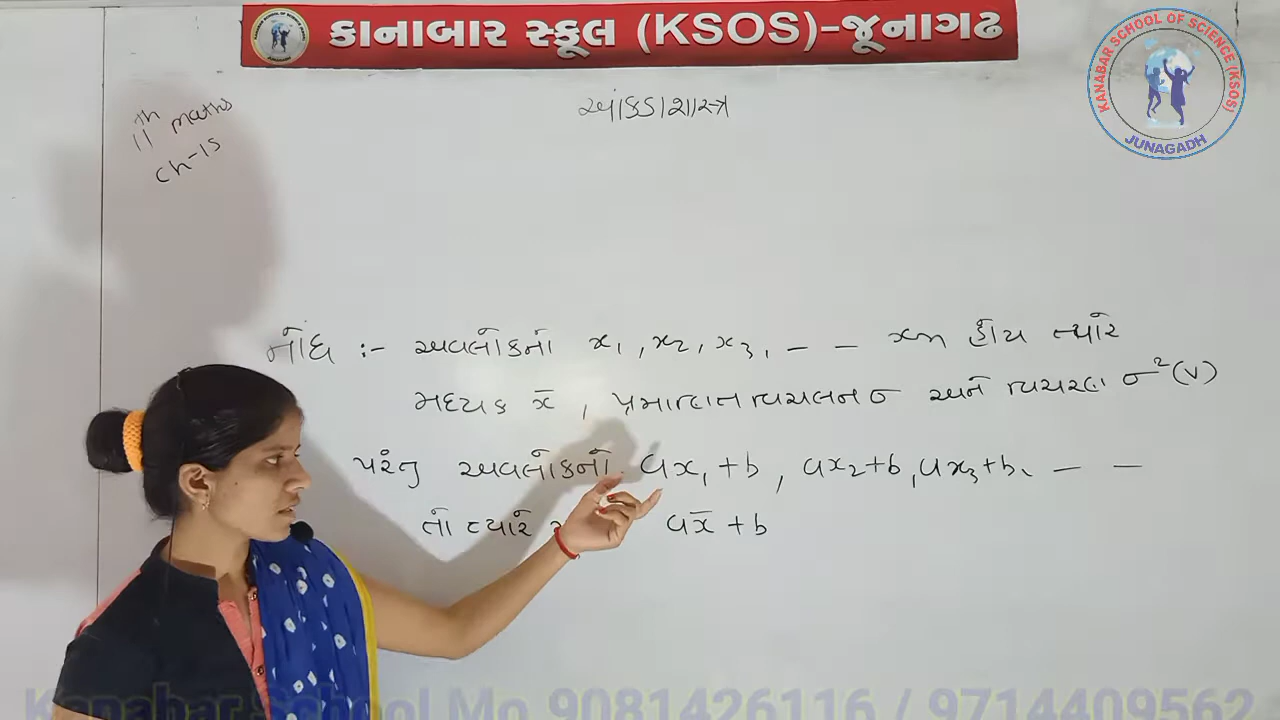 કાનાબાર સ્કૂલ (KSOS)-જૂનાગઢ
KANABAR SCHOOL OF SCIENCE (KSOS)
JUNAGADH
આંકડાશાસ્ત્ર
11th maths
ch-15
નોંધ :- અવલોકનો x₁, x₂, x₃, – – xn હોય ત્યારે
મધ્યક x̄ , પ્રમાણિત વિચલન σ અને વિચરણ σ²(V)
પરંતુ અવલોકનો ax₁ + b, ax₂+b, ax₃+b, – –
તો ત્યારે ax̄ + b
Kanabar School Mo 9081426116 / 9714409562